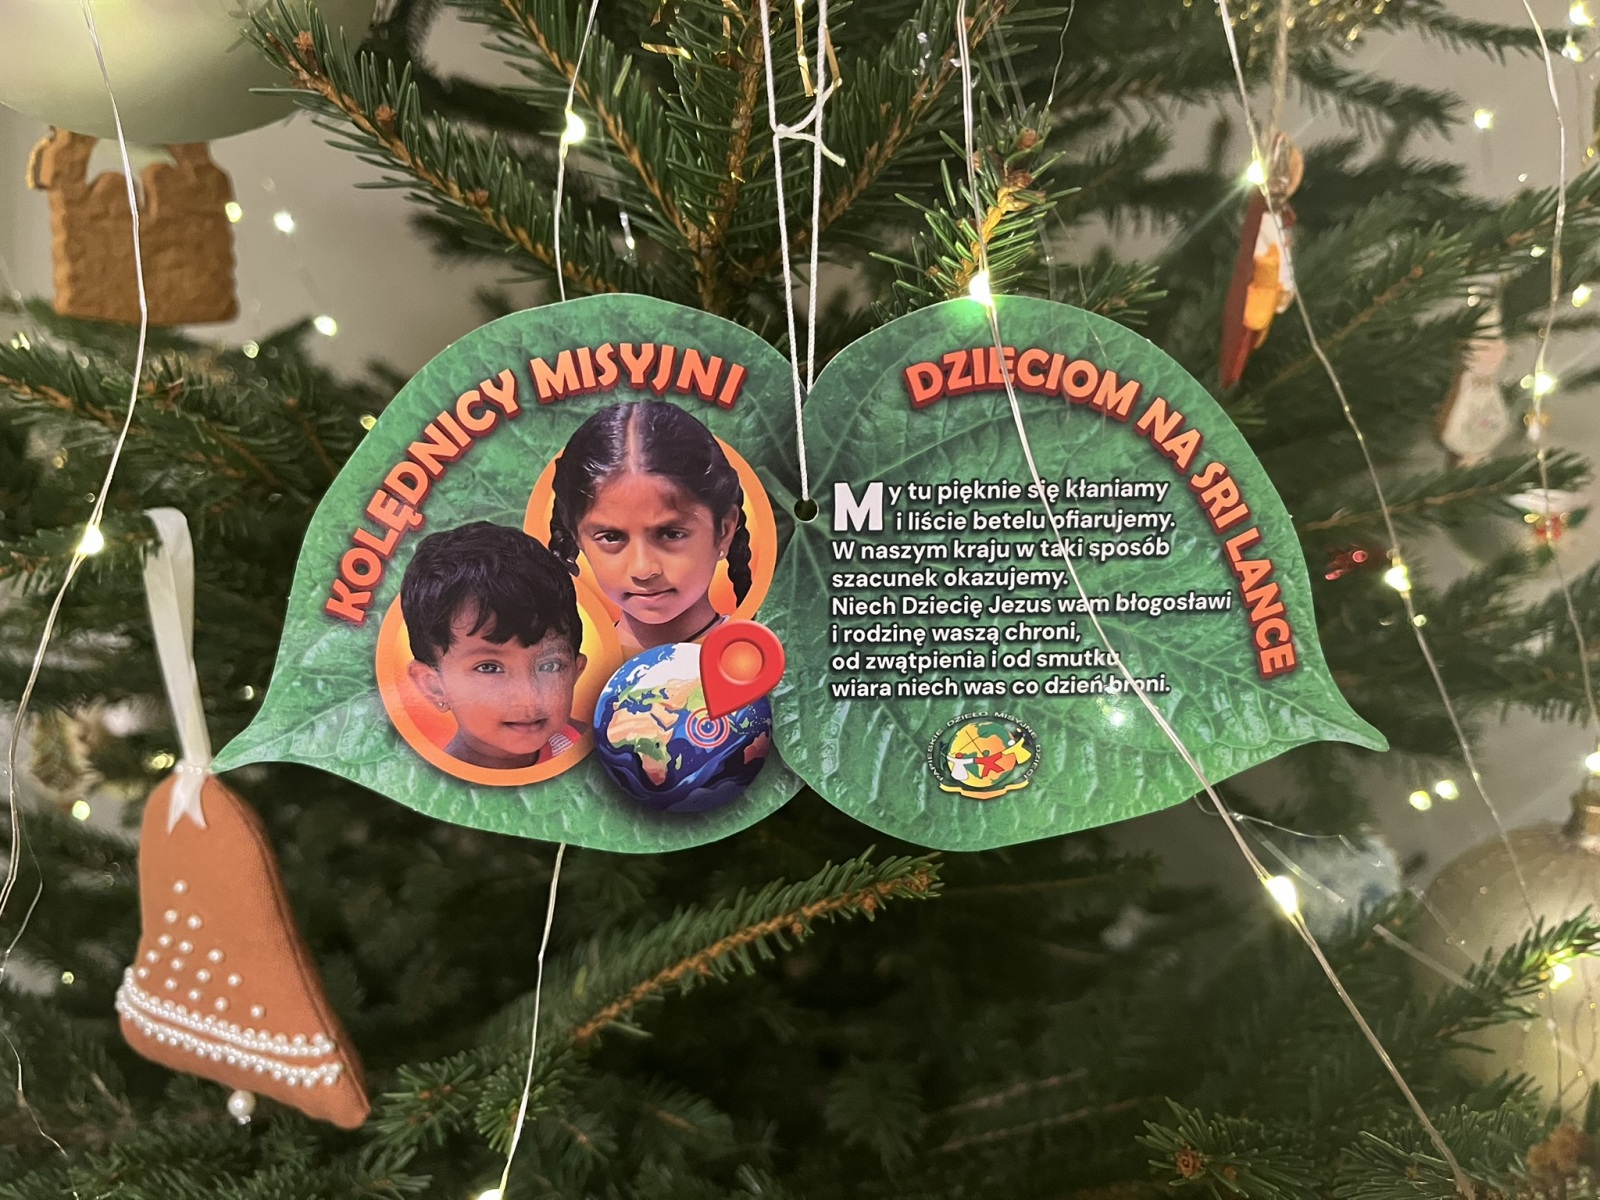 KOLĘDNICY MISYJNI
DZIECIOM NA SRI LANCE
My tu pięknie się kłaniamy
i liście betelu ofiarujemy.
W naszym kraju w taki sposób
szacunek okazujemy.
Niech Dziecię Jezus wam błogosławi
i rodzinę waszą chroni,
od zwątpienia i od smutku
wiara niech was co dzień broni.
PAPIESKIE DZIEŁO MISYJNE DZIECI